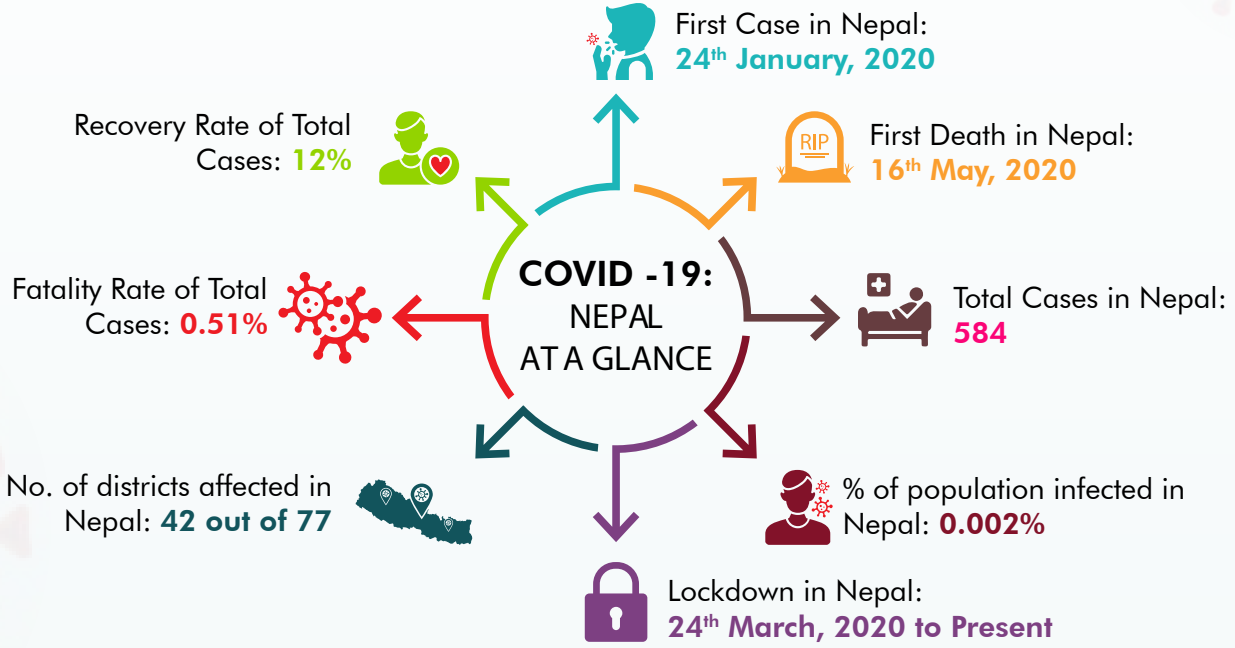 First Case in Nepal:
24th January, 2020
Recovery Rate of Total
Cases: 12%
RIP
First Death in Nepal:
16th May, 2020
COVID -19:
NEPAL
AT A GLANCE
Fatality Rate of Total
Cases: 0.51%
Total Cases in Nepal:
584
No. of districts affected in
Nepal: 42 out of 77
% of population infected in
Nepal: 0.002%
Lockdown in Nepal:
24th March, 2020 to Present